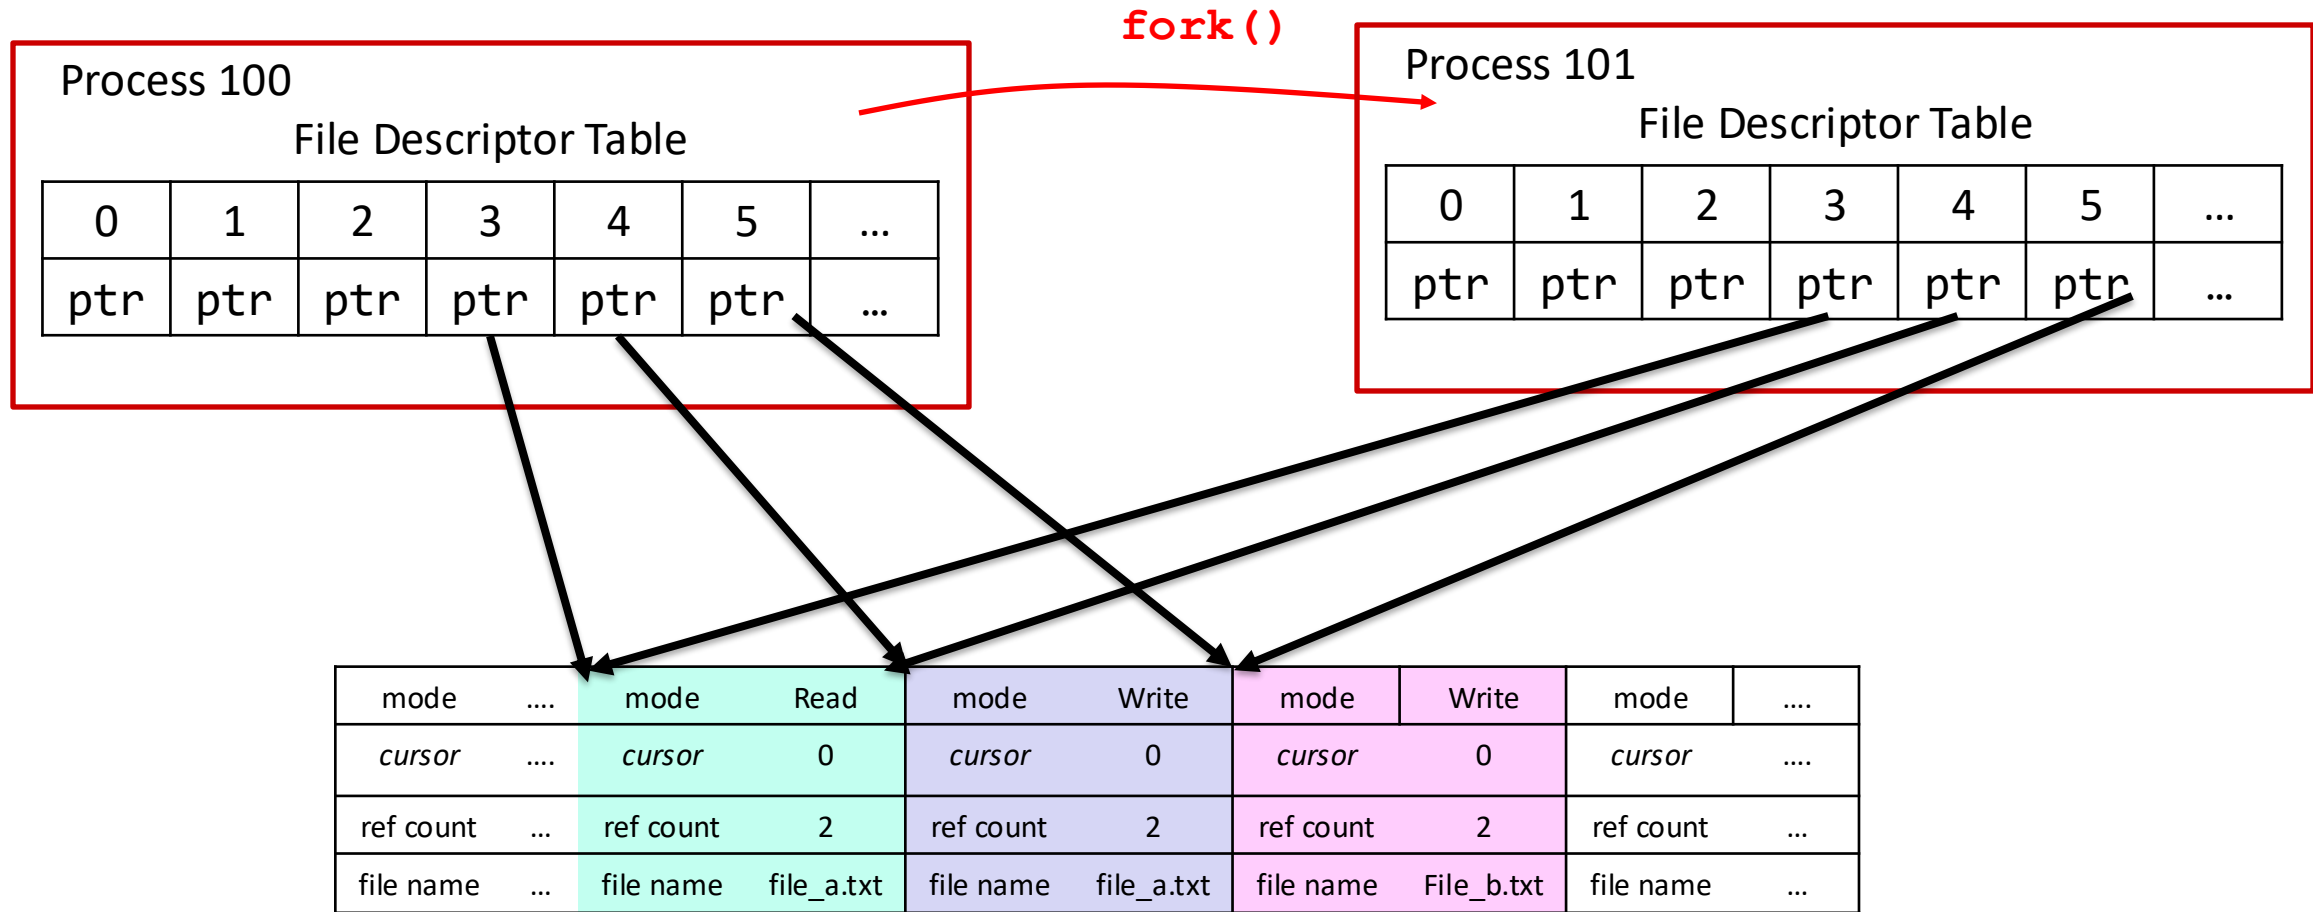 fork()
Process 100
File Descriptor Table
0 1 2 3 4 5 …
ptr ptr ptr ptr ptr ptr …
Process 101
File Descriptor Table
0 1 2 3 4 5 …
ptr ptr ptr ptr ptr ptr …
mode …. mode Read mode Write mode Write mode ….
cursor …. cursor 0 cursor 0 cursor 0 cursor ….
ref count … ref count 2 ref count 2 ref count 2 ref count …
file name … file name file_a.txt file name file_a.txt file name File_b.txt file name …